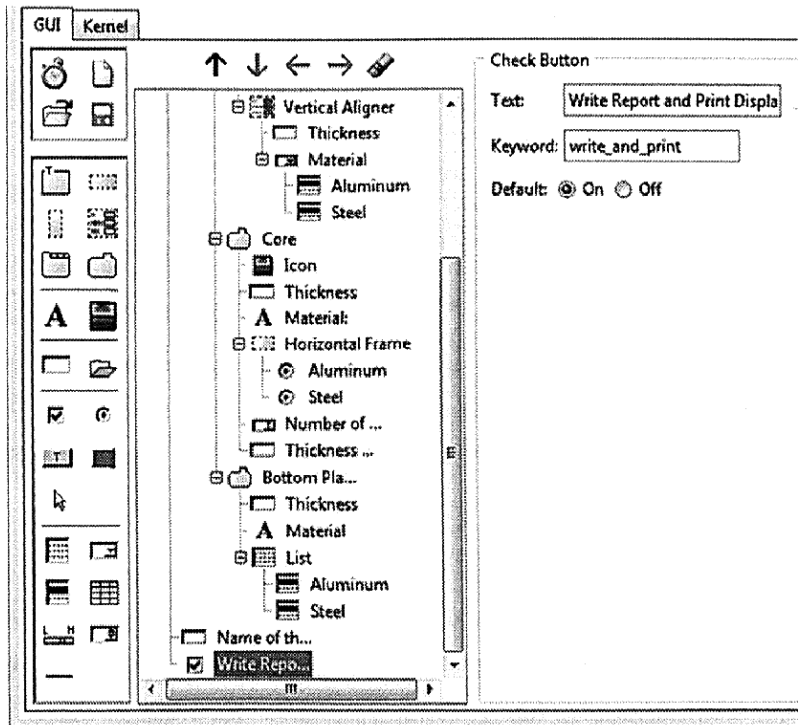 GUI Kernel
Check Button
Text: Write Report and Print Displa
Keyword: write_and_print
Default: On Off
Vertical Aligner
Thickness
Material
Aluminum
Steel
Core
Icon
Thickness
A Material:
Horizontal Frame
Aluminum
Steel
Number of ...
Thickness ...
Bottom Pla...
Thickness
A Material
List
Aluminum
Steel
Name of th...
Write Repo...
T
A
T
L H